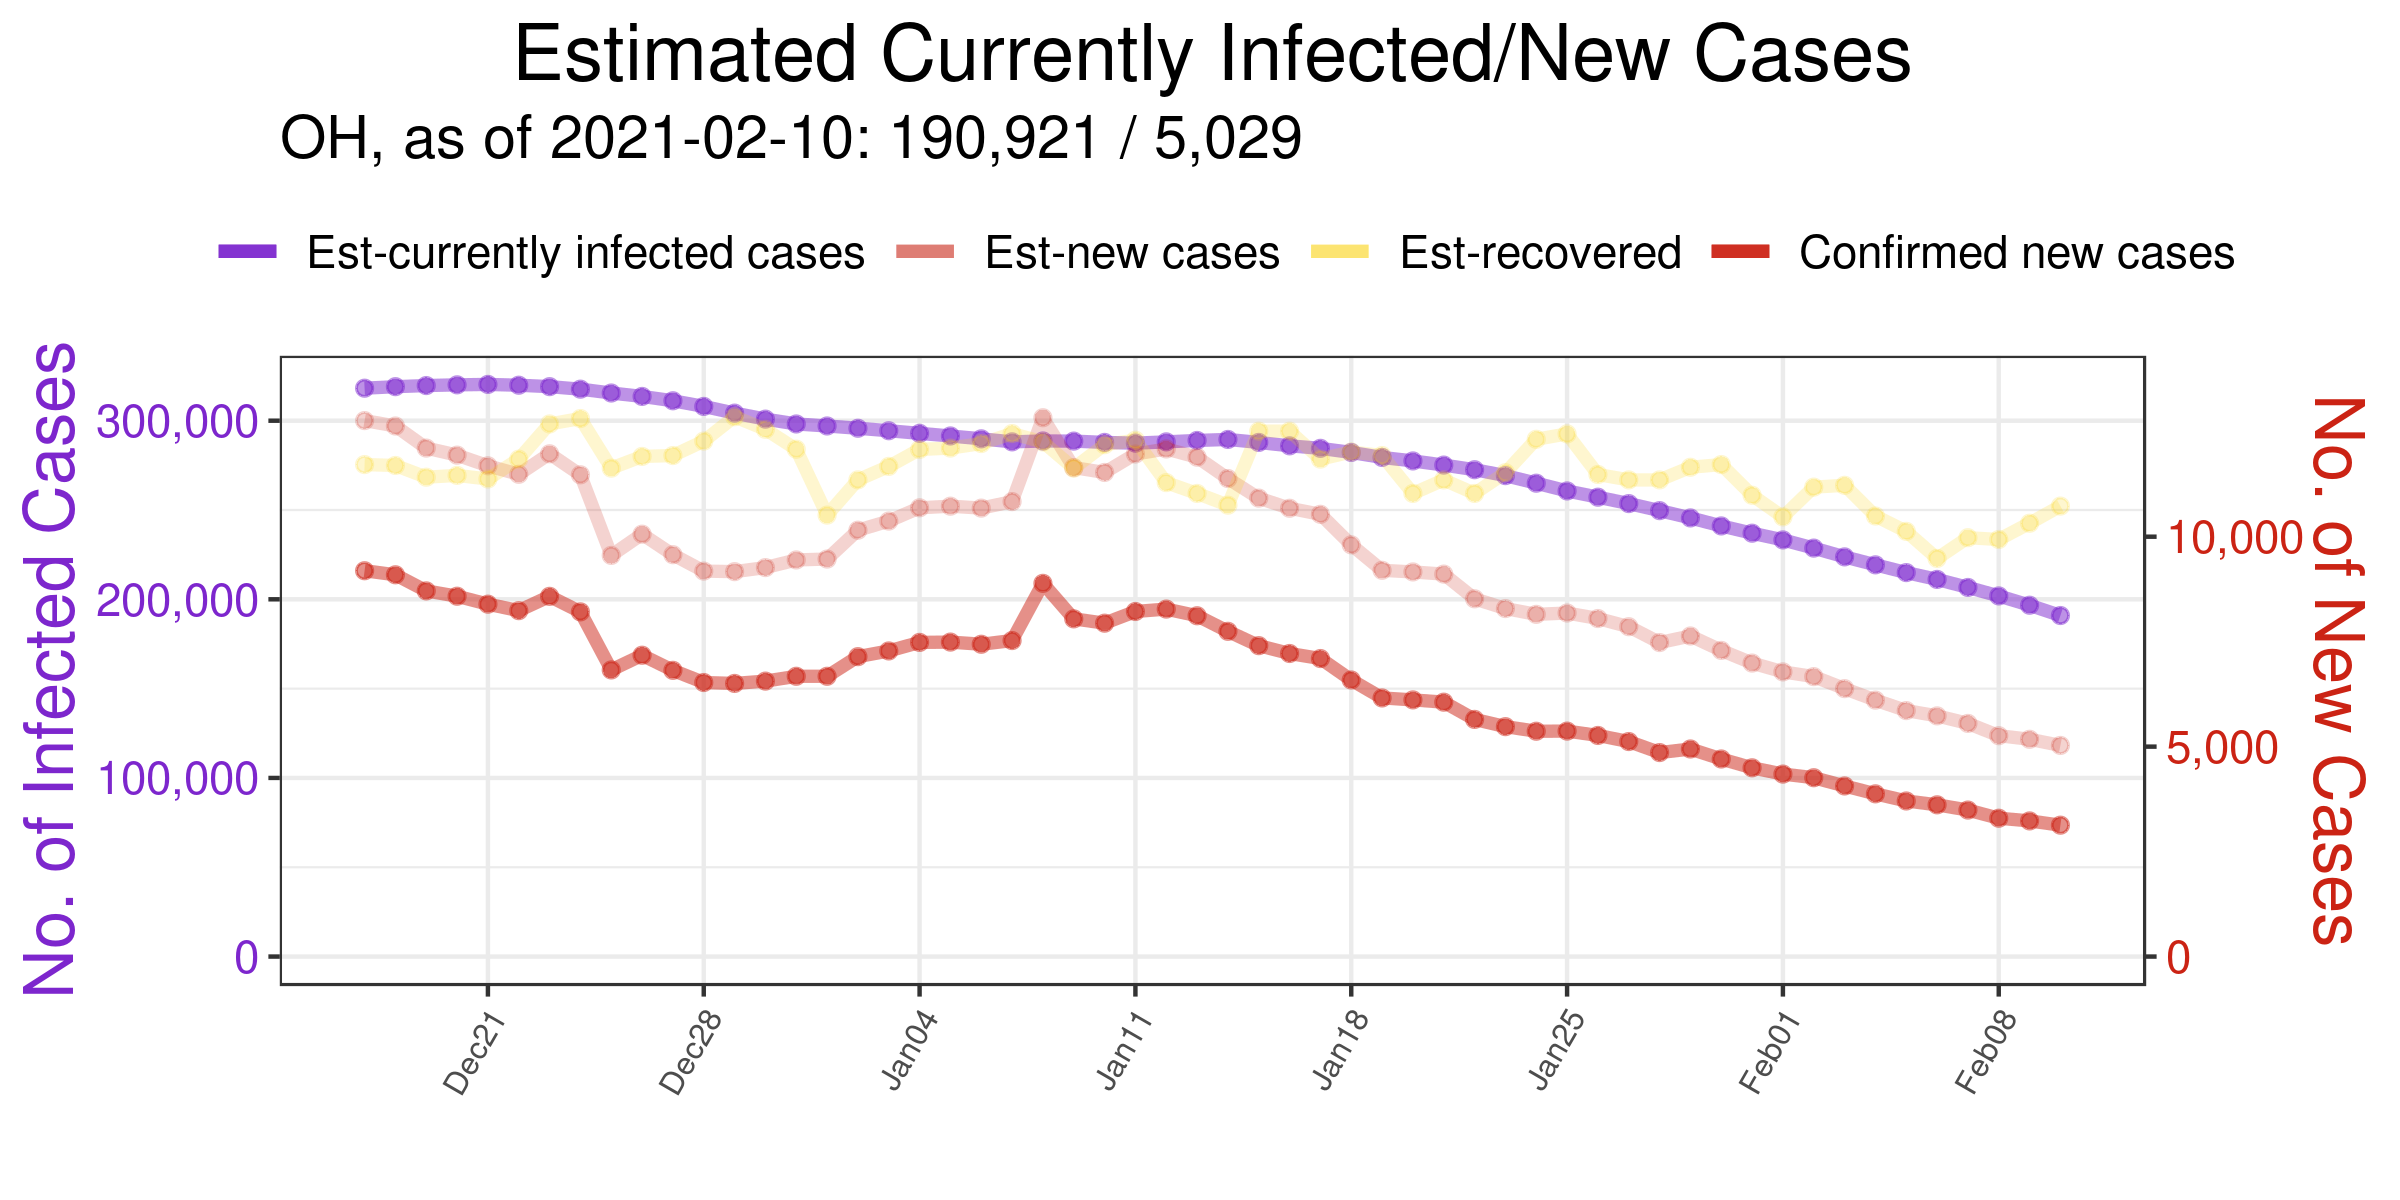 Estimated Currently Infected/New Cases
OH, as of 2021-02-10: 190,921 / 5,029
Est-currently infected cases Est-new cases Est-recovered Confirmed new cases
No. of Infected Cases
300,000
200,000
100,000
0
10,000
5,000
0
No. of New Cases
Dec21 Dec28 Jan04 Jan11 Jan18 Jan25 Feb01 Feb08